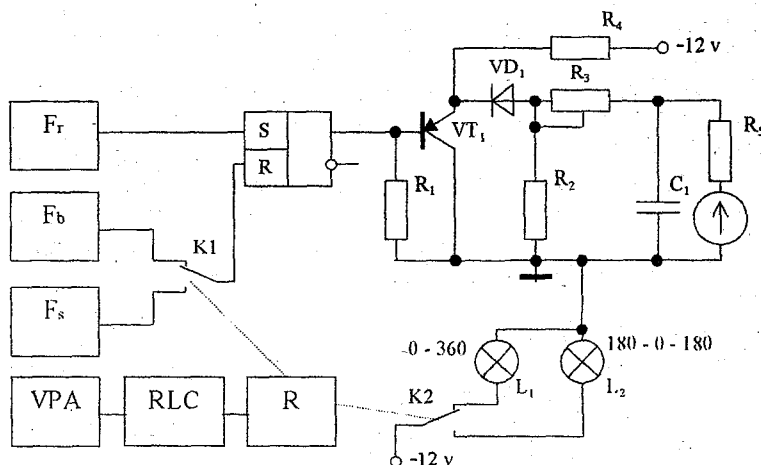 R₄
-12 v
VD₁
R₃
Fr
S
R
VT₁
R₁
R₂
C₁
R₅
Fb
K1
Fs
0 - 360
180 - 0 - 180
L₁
L₂
VPA
RLC
R
K2
-12 v